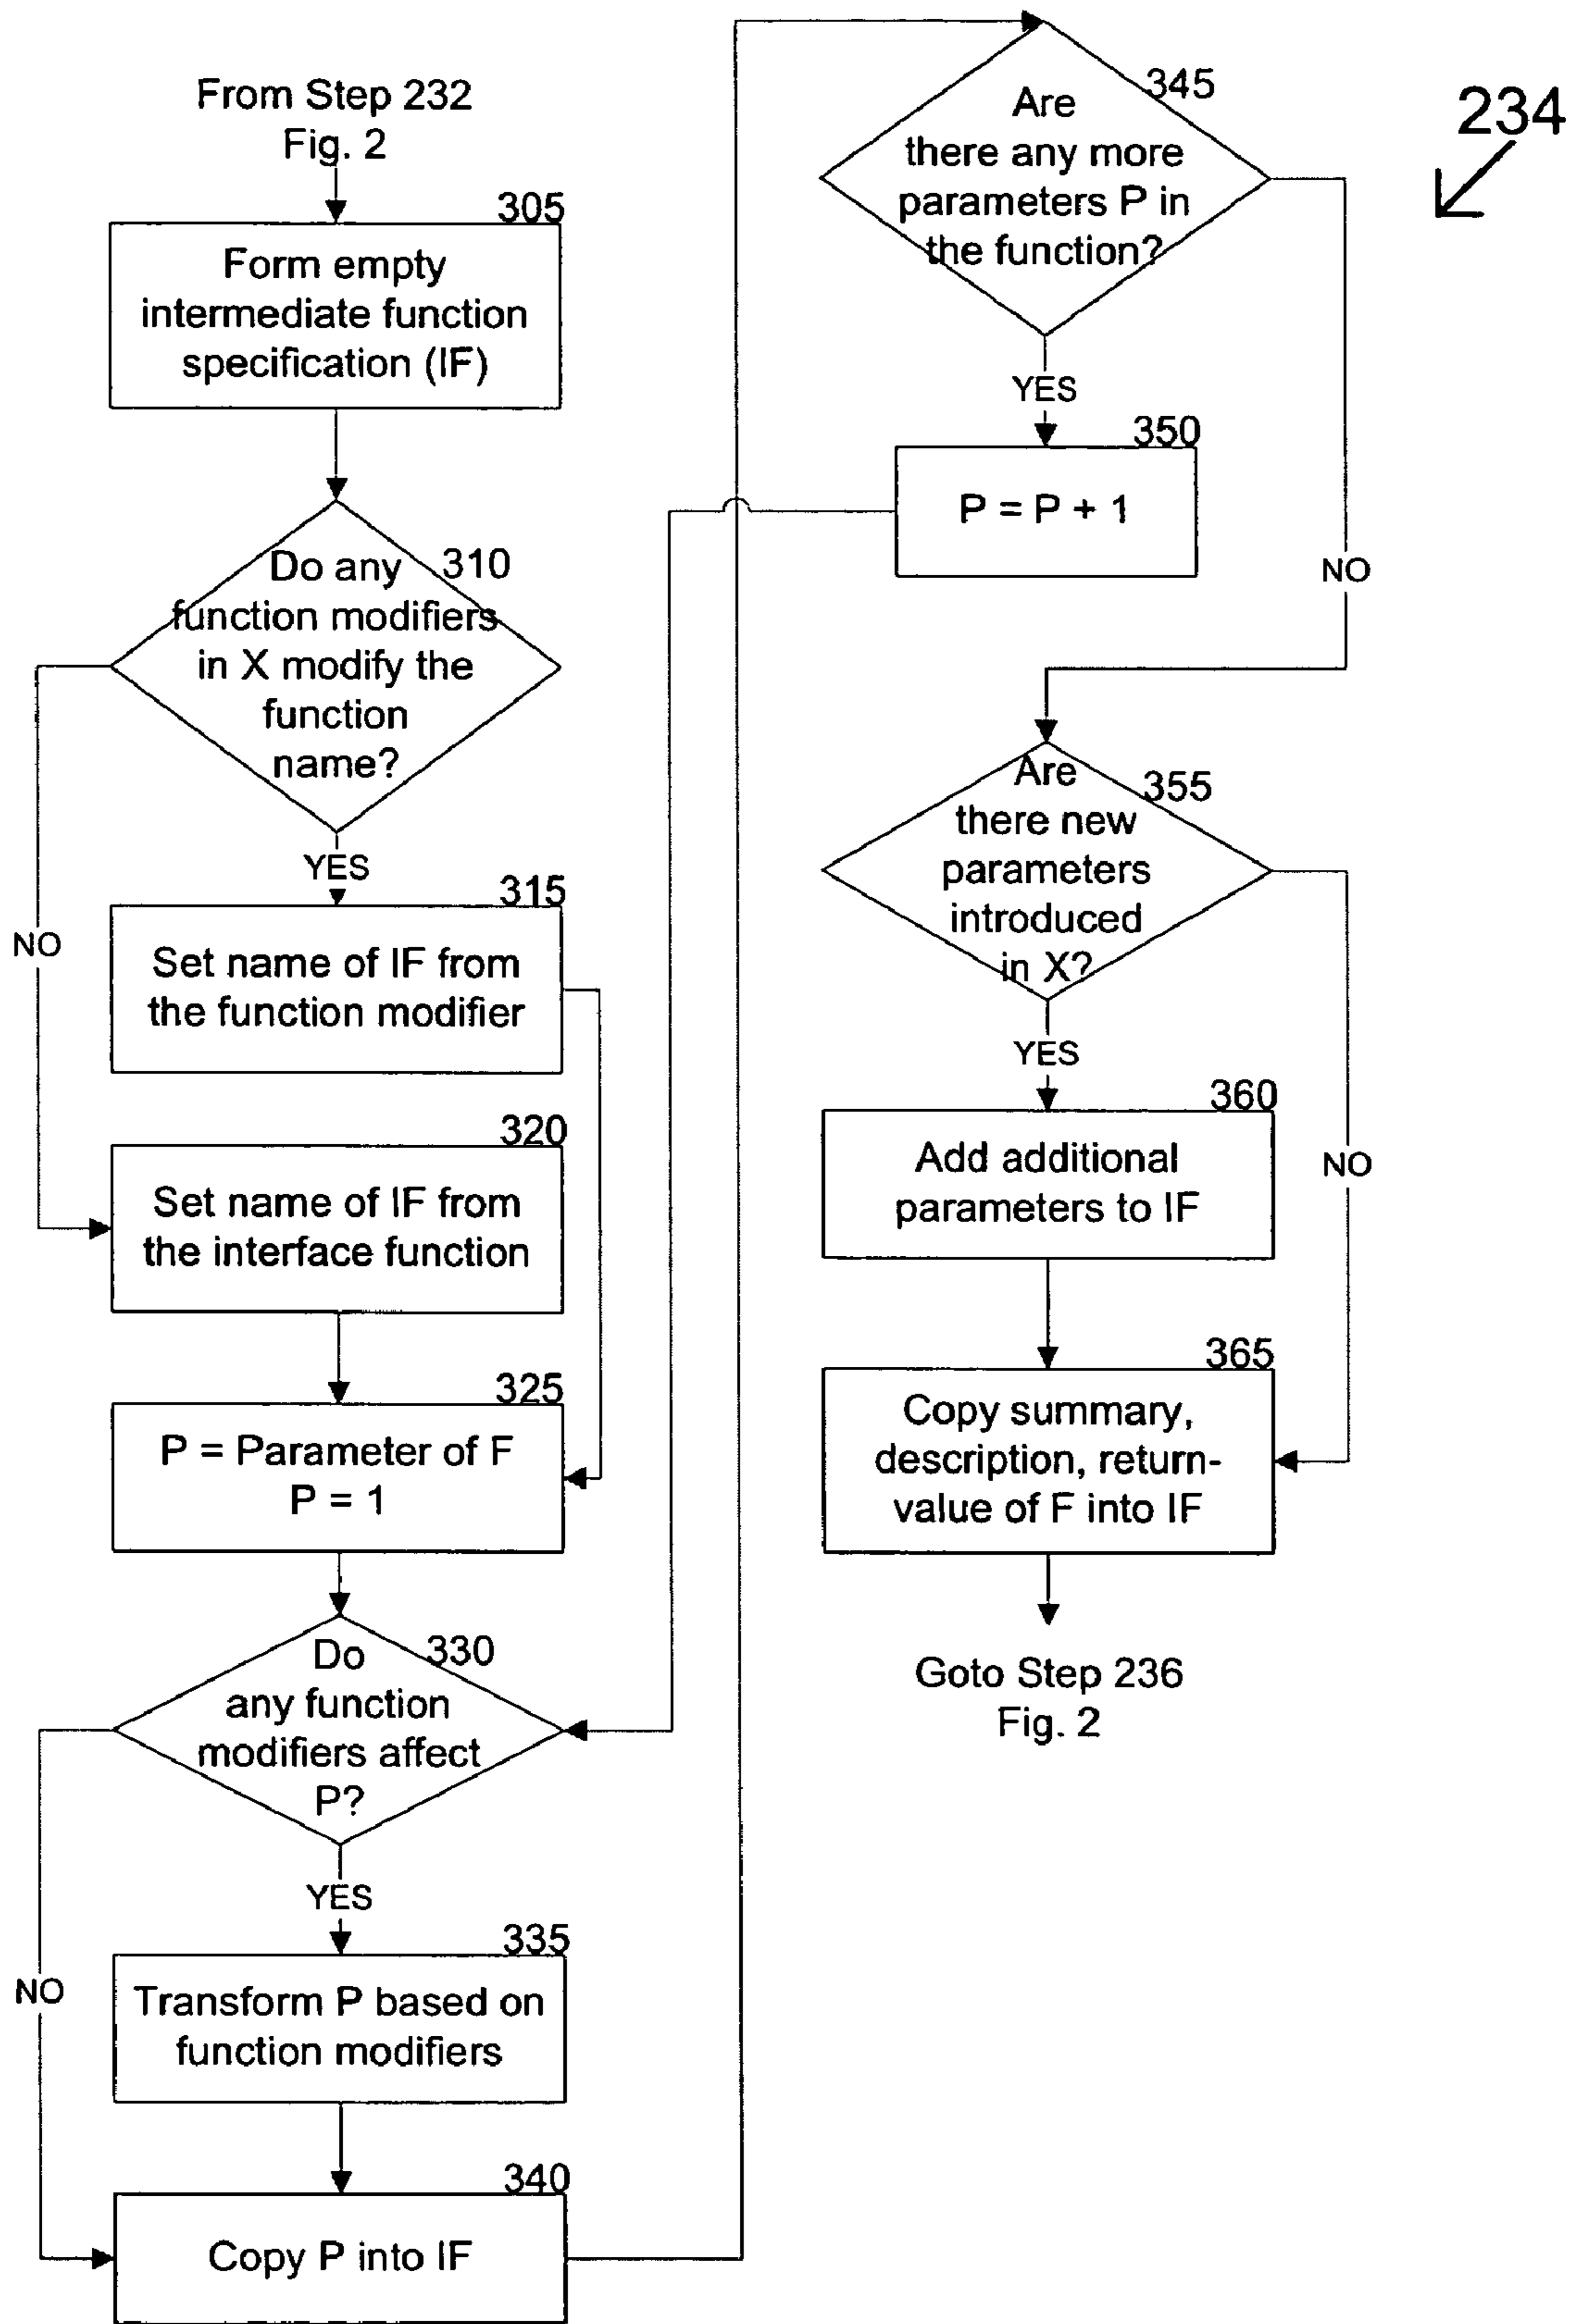 From Step 232
Fig. 2
305
Form empty
intermediate function
specification (IF)
310
Do any
function modifiers
in X modify the
function
name?
YES
NO
315
Set name of IF from
the function modifier
320
Set name of IF from
the interface function
325
P = Parameter of F
P = 1
330
Do
any function
modifiers affect
P?
YES
NO
335
Transform P based on
function modifiers
340
Copy P into IF
345
Are
there any more
parameters P in
the function?
YES
NO
350
P = P + 1
355
Are
there new
parameters
introduced
in X?
YES
NO
360
Add additional
parameters to IF
365
Copy summary,
description, return-
value of F into IF
Goto Step 236
Fig. 2
234